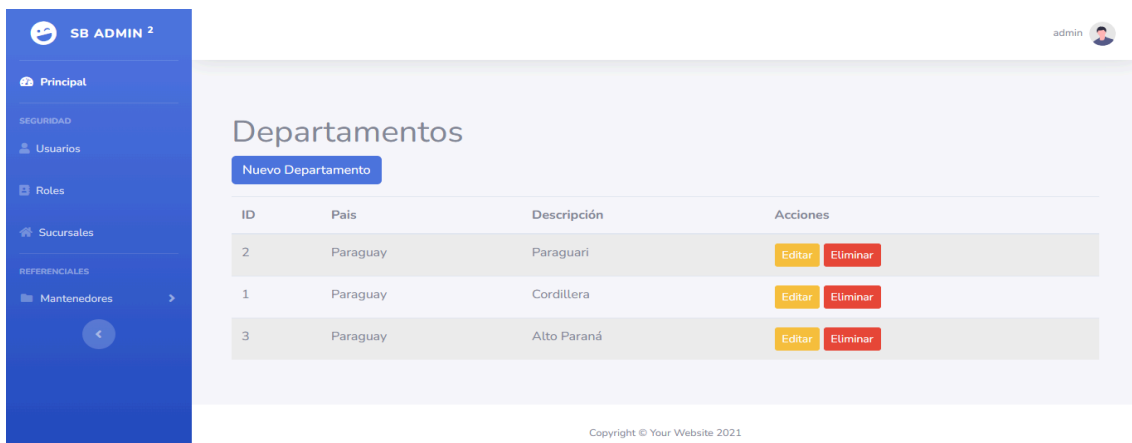 SB ADMIN 2
admin
Principal
SEGURIDAD
Usuarios
Roles
Sucursales
REFERENCIALES
Mantenedores
Departamentos
Nuevo Departamento
ID Pais Descripción Acciones
2 Paraguay Paraguari Editar Eliminar
1 Paraguay Cordillera Editar Eliminar
3 Paraguay Alto Paraná Editar Eliminar
Copyright © Your Website 2021